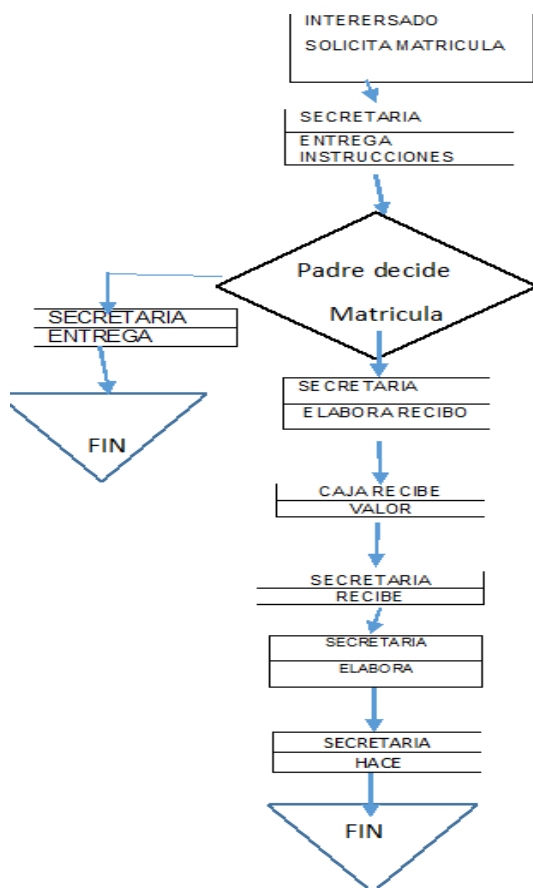 INTERERSADO
SOLICITA MATRICULA
SECRETARIA
ENTREGA
INSTRUCCIONES
Padre decide
Matricula
SECRETARIA
ENTREGA
FIN
SECRETARIA
ELABORA RECIBO
CAJA RECIBE
VALOR
SECRETARIA
RECIBE
SECRETARIA
ELABORA
SECRETARIA
HACE
FIN